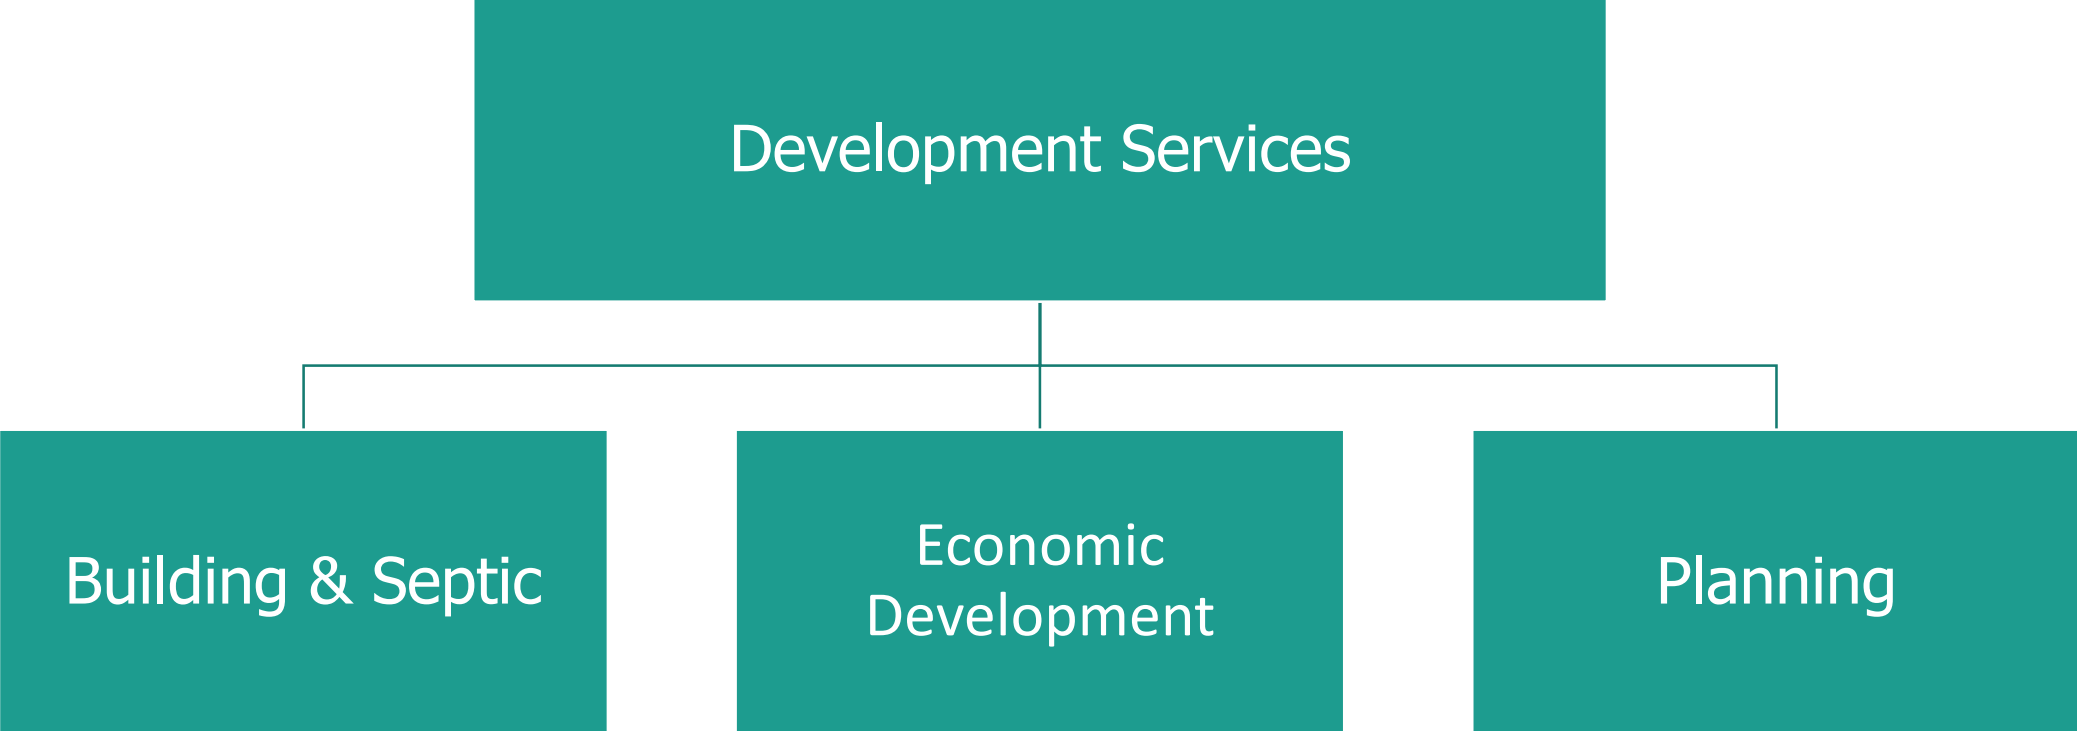 Development Services
Building & Septic
Economic
Development
Planning